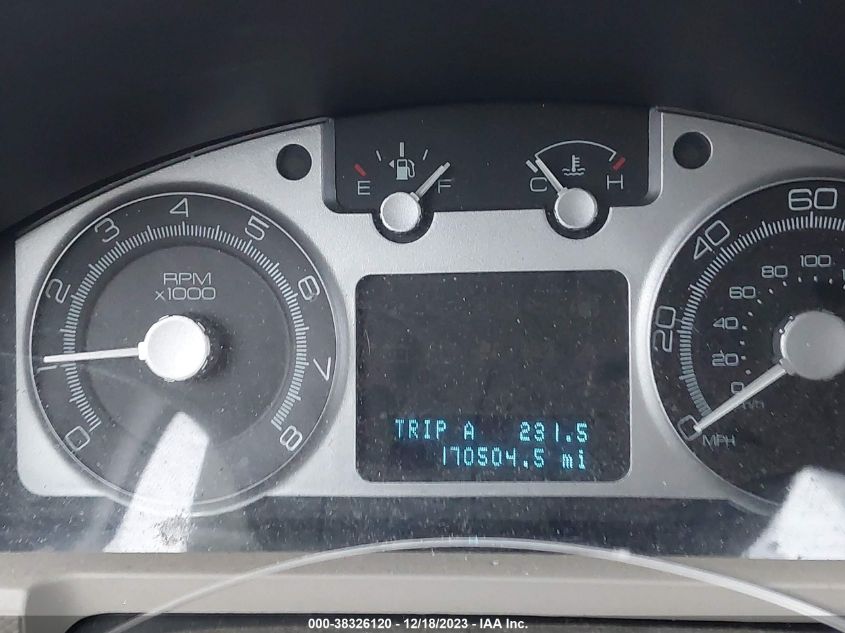 E F
C H
0 1 2 3 4 5 6 7 8
RPM
x1000
0 20 40 60
0 20 40 60 80 100
MPH
TRIP A 231.5
170504.5 mi
000-38326120 - 12/18/2023 - IAA Inc.